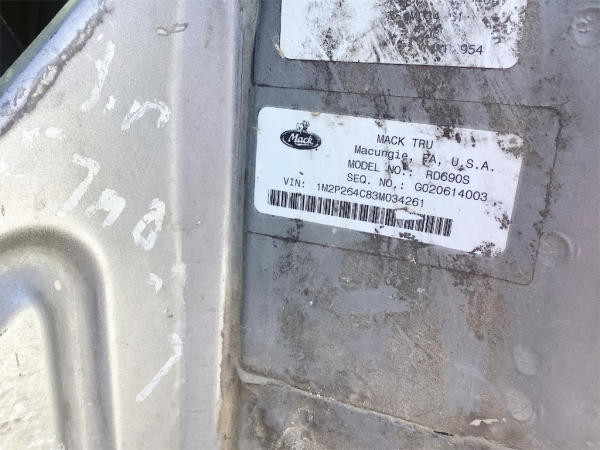 954
Mack
MACK TRU
Macungie, PA, U.S.A.
MODEL NO.: RD690S
SEQ. NO.: G020614003
VIN: 1M2P264C83M034261